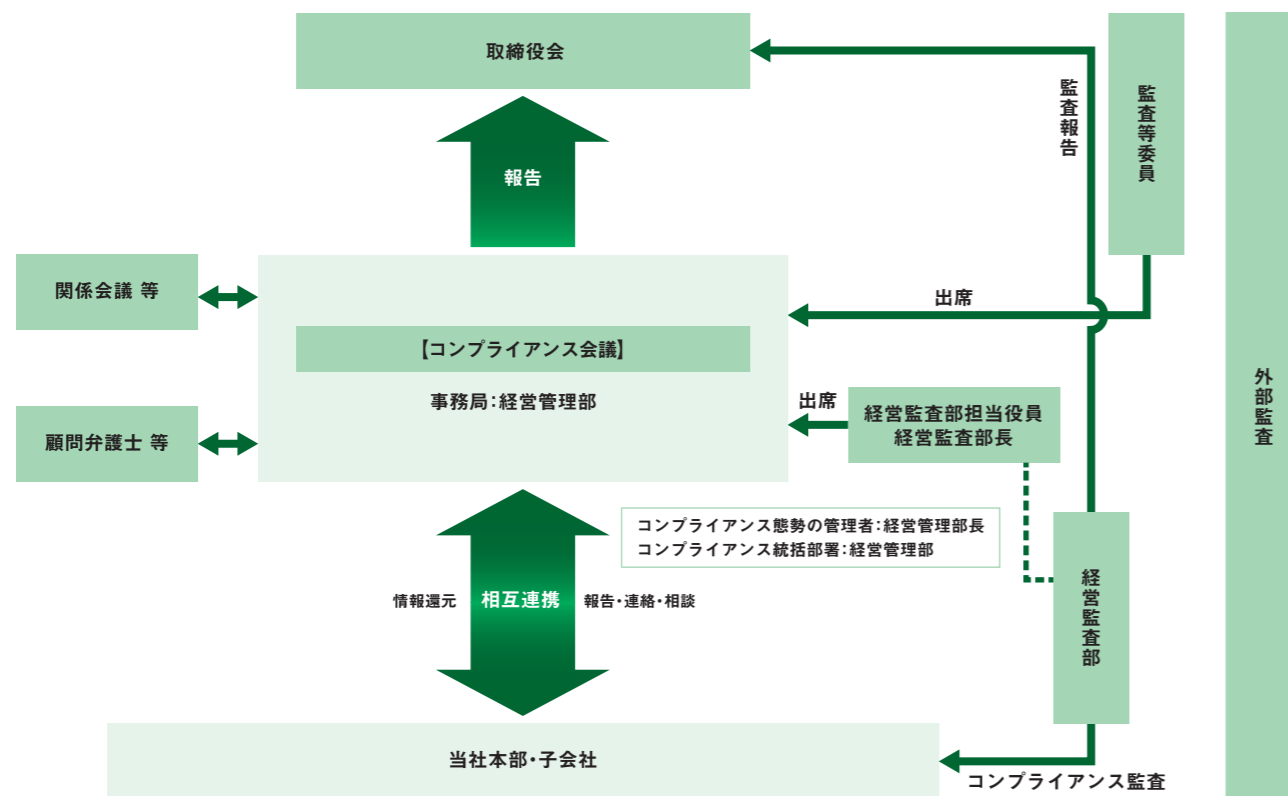 取締役会
監査報告
監査等委員
報告
関係会議 等
出席
【コンプライアンス会議】
外部監査
事務局:経営管理部
出席
経営監査部担当役員
経営監査部長
顧問弁護士 等
コンプライアンス態勢の管理者:経営管理部長
コンプライアンス統括部署:経営管理部
情報還元
相互連携
報告・連絡・相談
経営監査部
当社本部・子会社
コンプライアンス監査